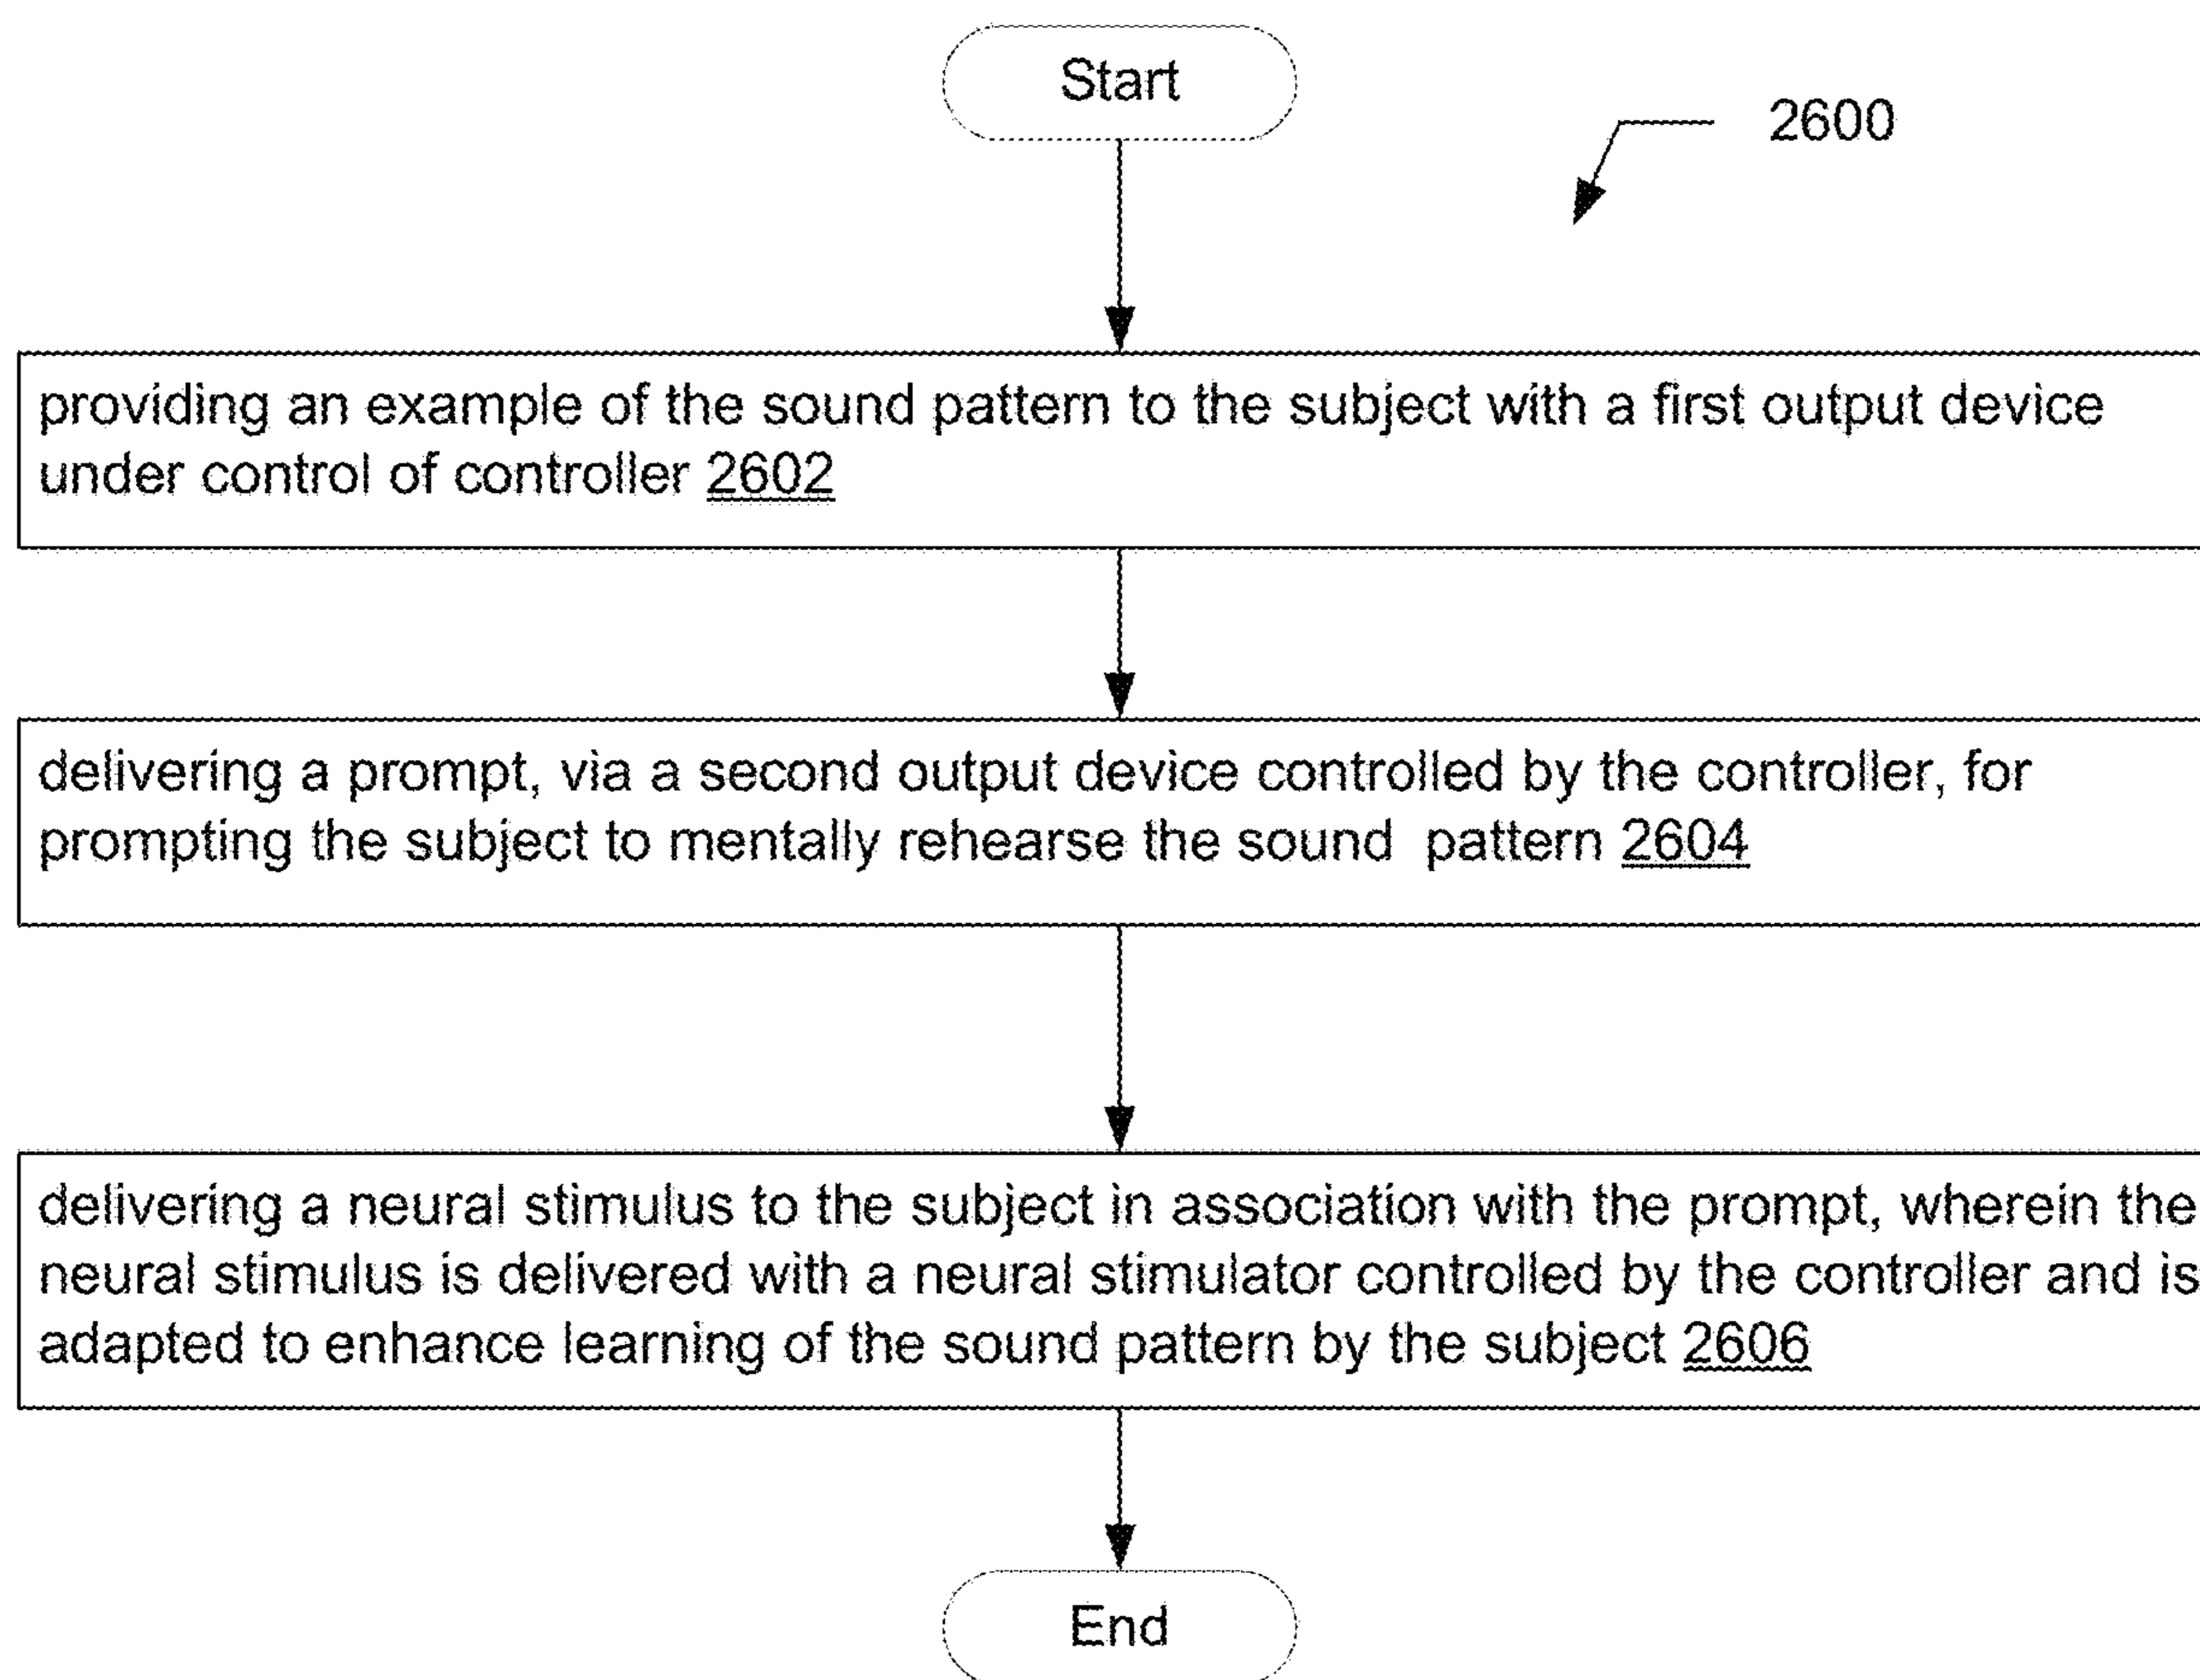 Start
2600
providing an example of the sound pattern to the subject with a first output device
under control of controller 2602
delivering a prompt, via a second output device controlled by the controller, for
prompting the subject to mentally rehearse the sound pattern 2604
delivering a neural stimulus to the subject in association with the prompt, wherein the
neural stimulus is delivered with a neural stimulator controlled by the controller and is
adapted to enhance learning of the sound pattern by the subject 2606
End